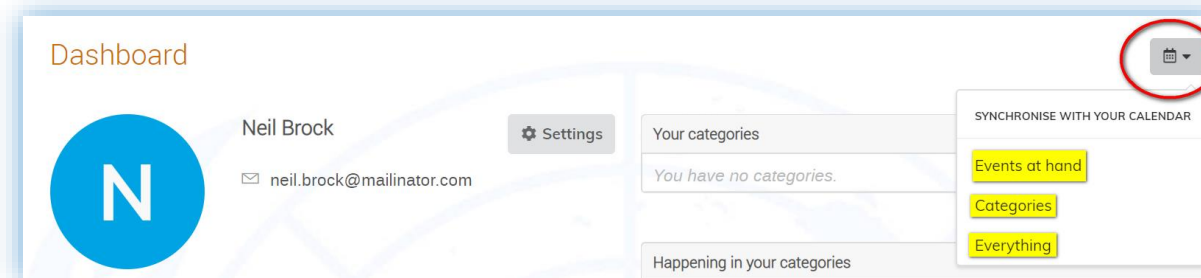 Dashboard
N
Neil Brock
Settings
neil.brock@mailinator.com
Your categories
You have no categories.
Happening in your categories
SYNCHRONISE WITH YOUR CALENDAR
Events at hand
Categories
Everything